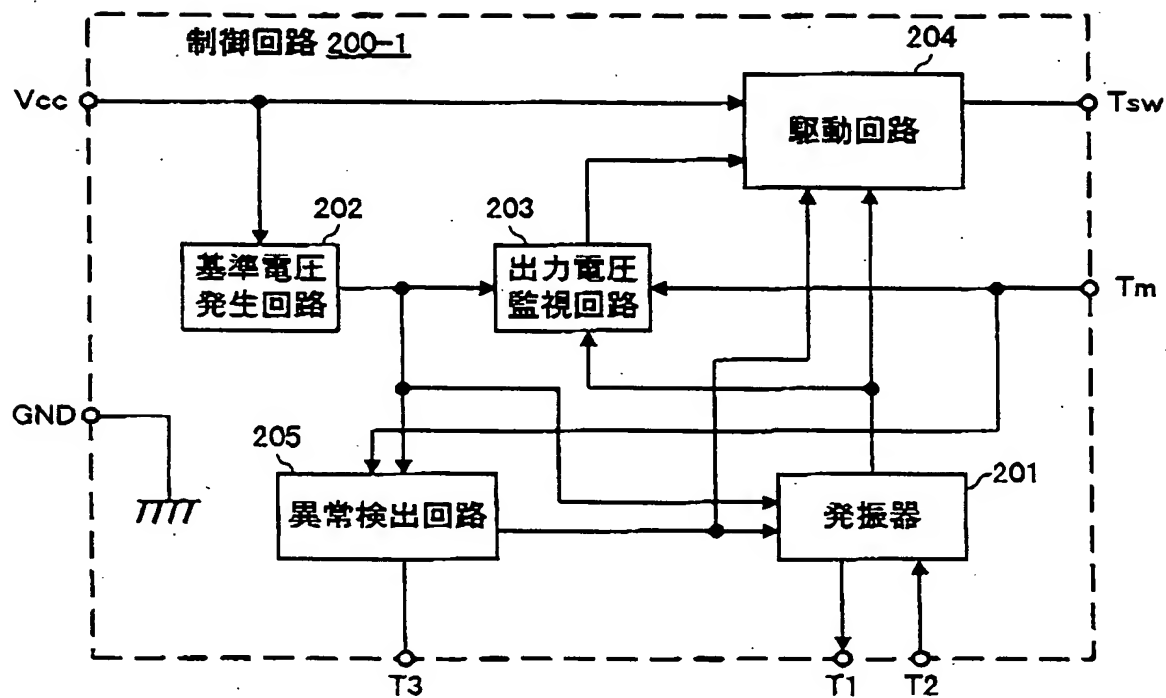 制御回路 200-1
204
Vcc
駆動回路
Tsw
202
203
基準電圧
発生回路
出力電圧
監視回路
Tm
GND
205
異常検出回路
201
発振器
T3
T1
T2